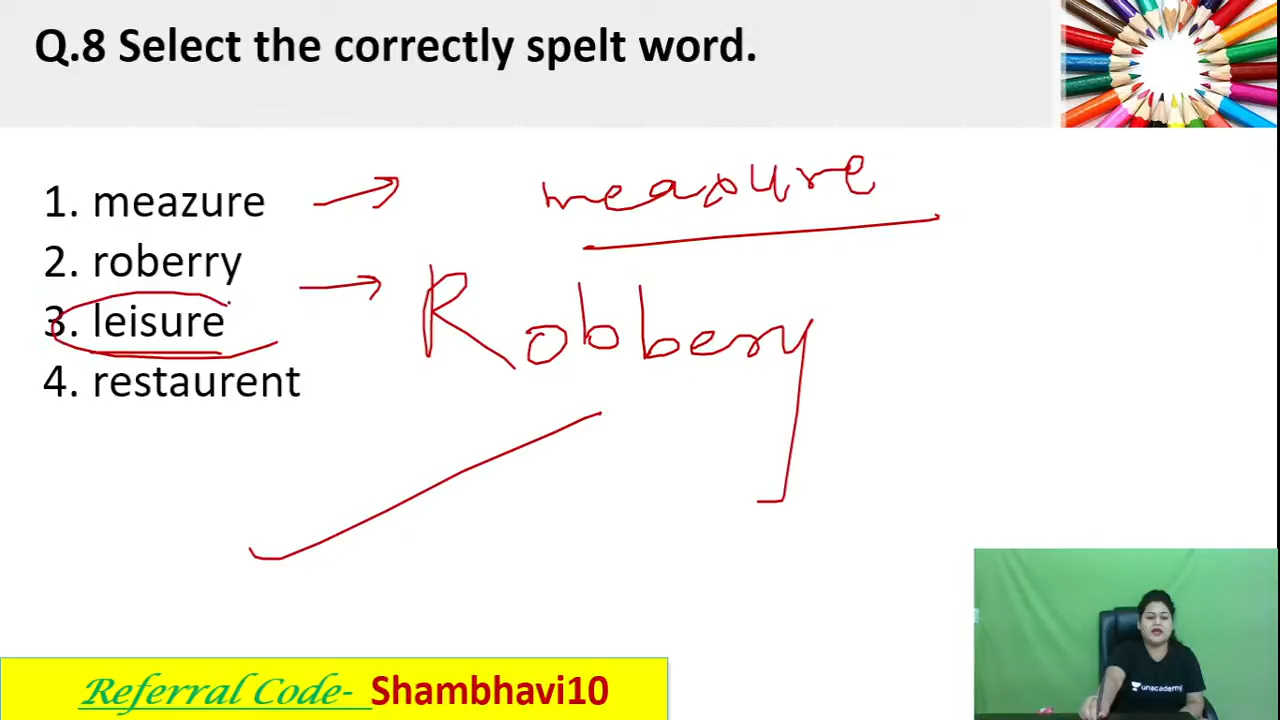 Q.8 Select the correctly spelt word.
1. meazure
measure
2. roberry
Robbery
3. leisure
4. restaurent
Referral Code- Shambhavi10
unacademy